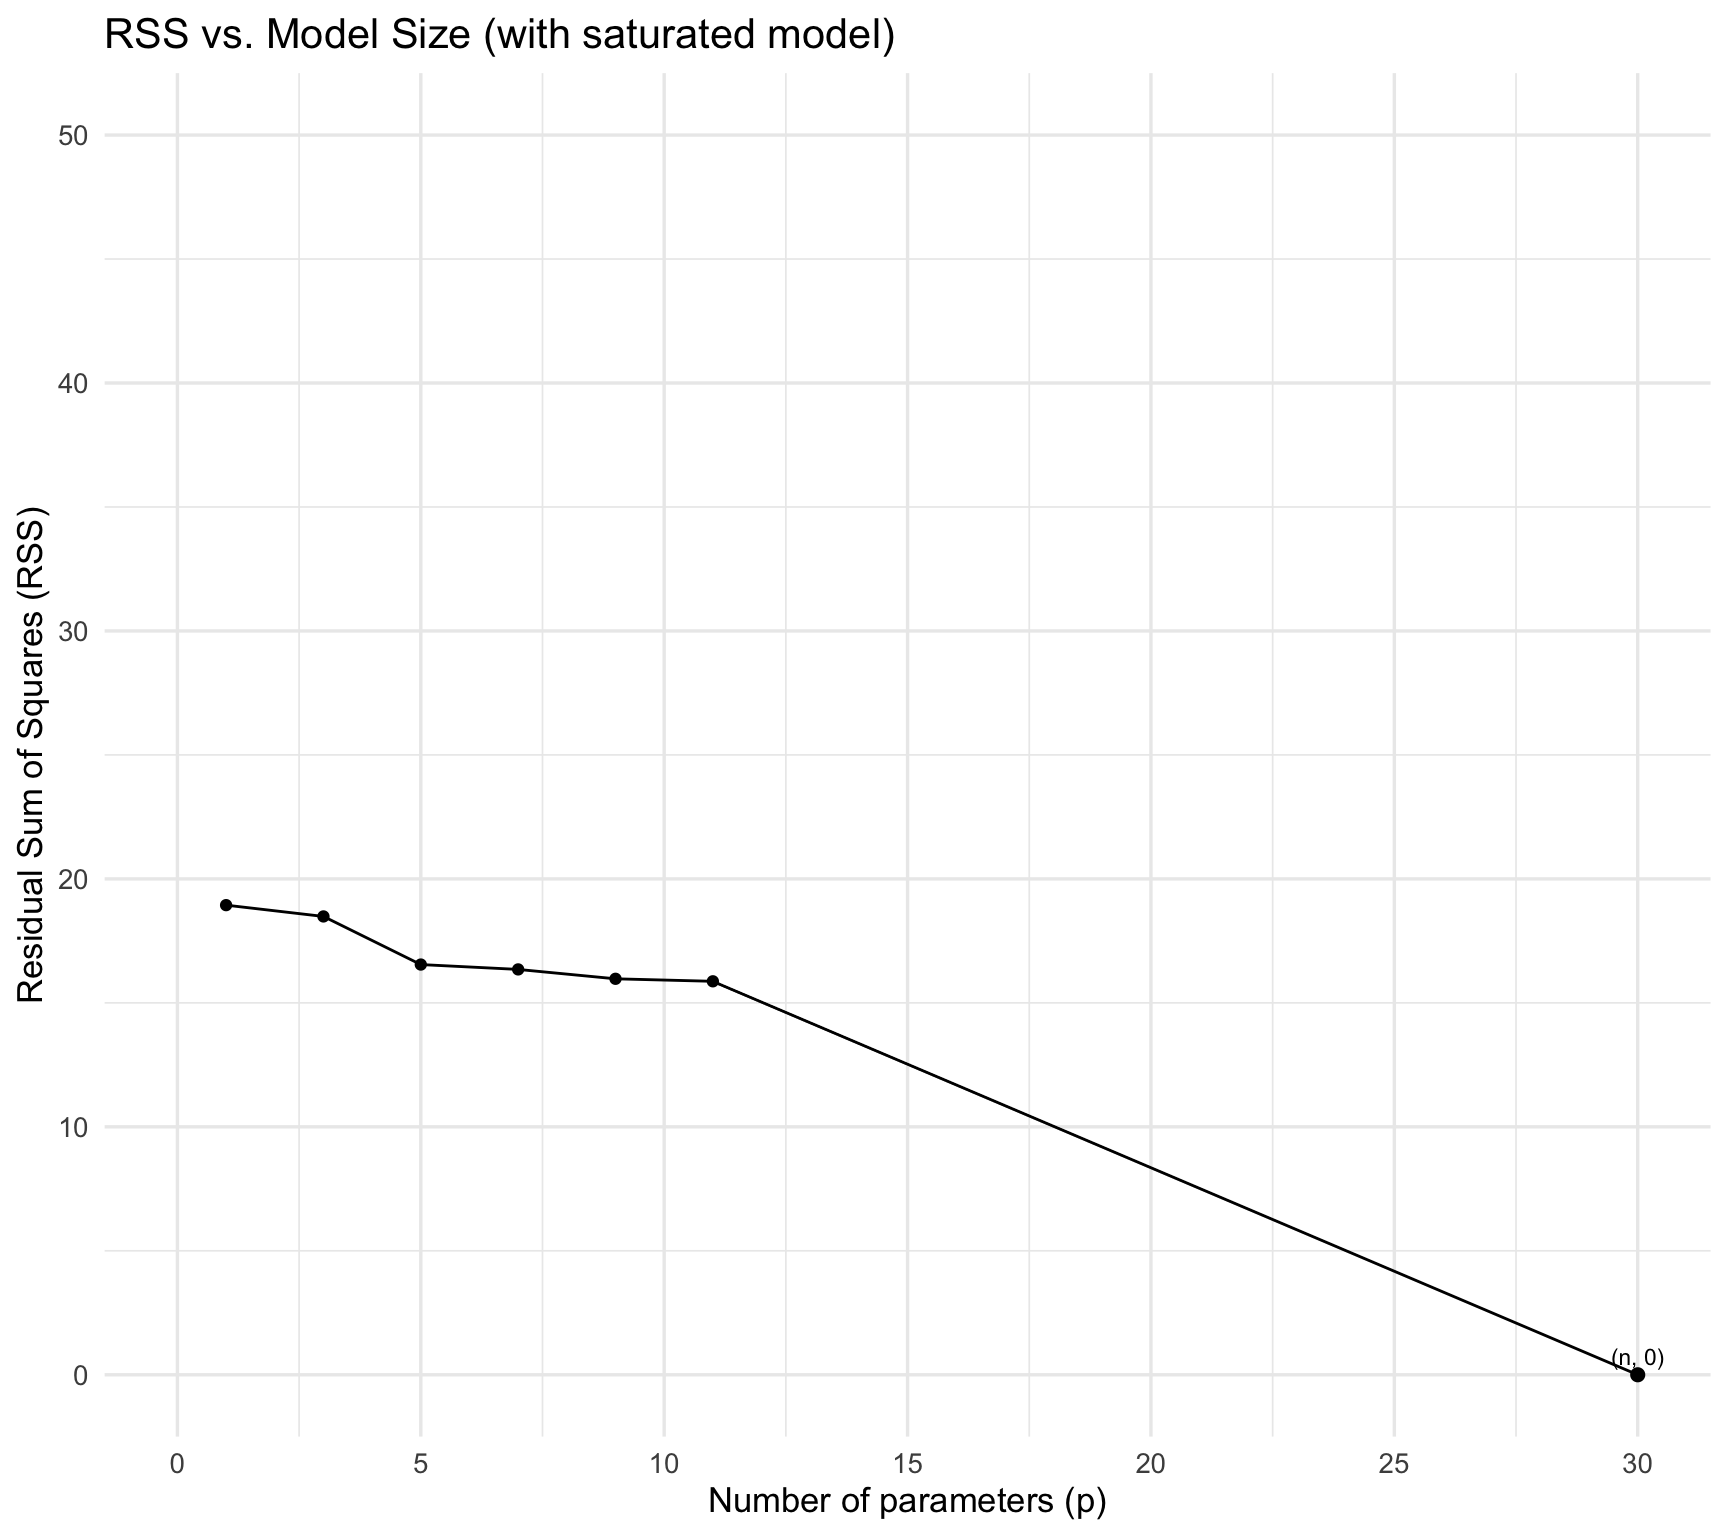 RSS vs. Model Size (with saturated model)
Residual Sum of Squares (RSS)
50
40
30
20
10
0
(n, 0)
0 5 10 15 20 25 30
Number of parameters (p)